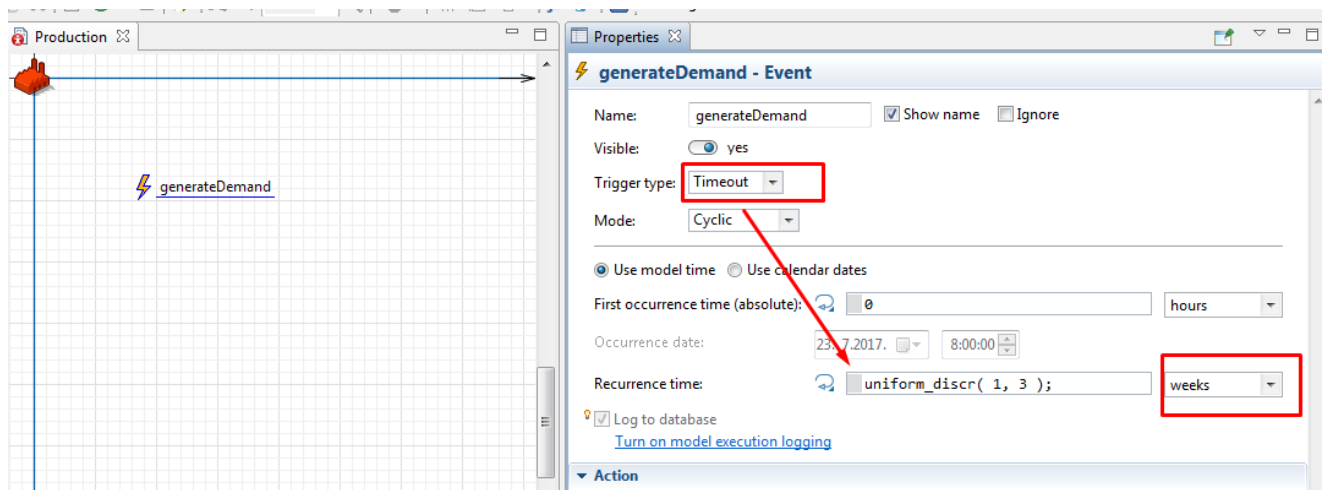 Production
Properties
generateDemand - Event
Name: generateDemand Show name Ignore
Visible: yes
generateDemand
Trigger type: Timeout
Mode: Cyclic
Use model time Use calendar dates
First occurrence time (absolute): 0 hours
Occurrence date: 23. 7.2017. 8:00:00
Recurrence time: uniform_discr( 1, 3 ); weeks
Log to database
Turn on model execution logging
Action